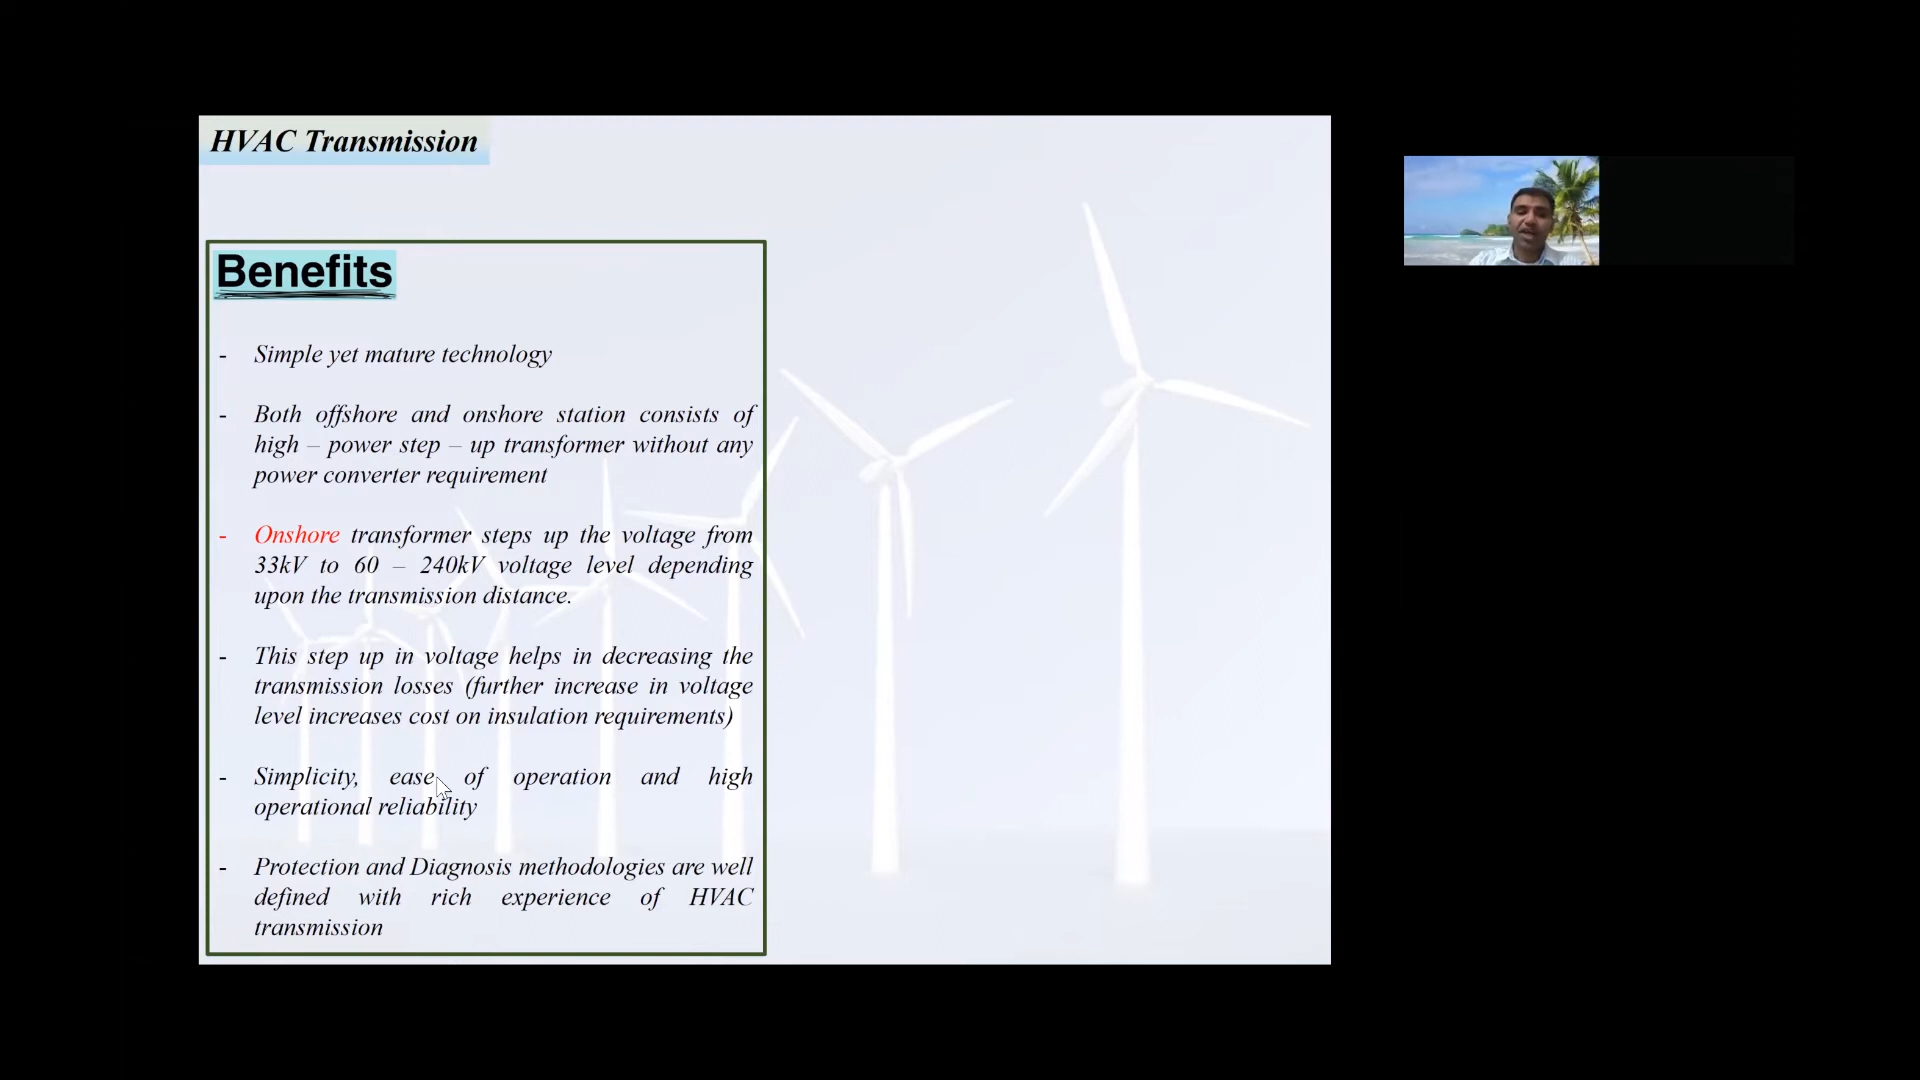 HVAC Transmission
Benefits
- Simple yet mature technology
- Both offshore and onshore station consists of
high – power step – up transformer without any
power converter requirement
- Onshore transformer steps up the voltage from
33kV to 60 – 240kV voltage level depending
upon the transmission distance.
- This step up in voltage helps in decreasing the
transmission losses (further increase in voltage
level increases cost on insulation requirements)
- Simplicity, ease of operation and high
operational reliability
- Protection and Diagnosis methodologies are well
defined with rich experience of HVAC
transmission